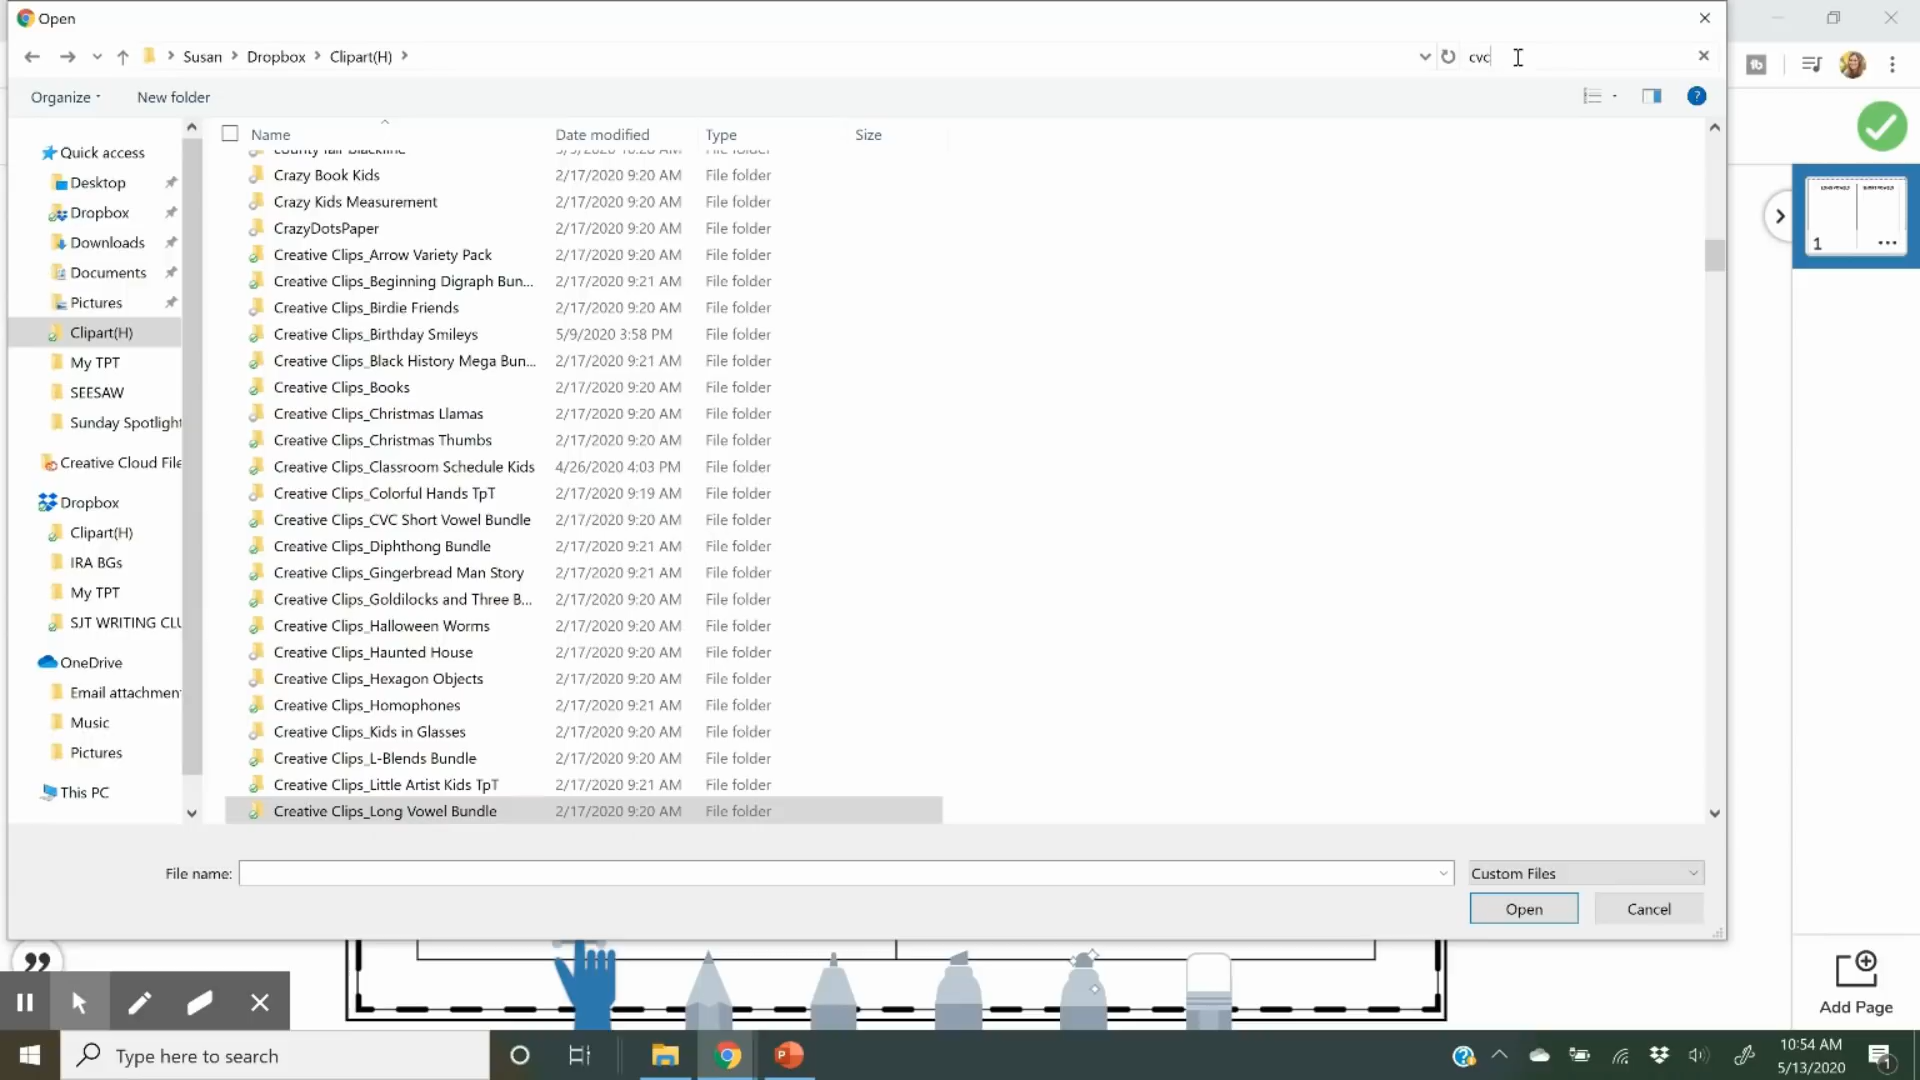 Open
Susan > Dropbox > Clipart(H) >
cvc
Organize
New folder
Name
Date modified
Type
Size
Quick access
Desktop
Dropbox
Downloads
Documents
Pictures
Clipart(H)
My TPT
SEESAW
Sunday Spotlight
Creative Cloud File
Dropbox
Clipart(H)
IRA BGs
My TPT
SJT WRITING CLU
OneDrive
Email attachmen
Music
Pictures
This PC
Crazy Book Kids 2/17/2020 9:20 AM File folder
Crazy Kids Measurement 2/17/2020 9:20 AM File folder
CrazyDotsPaper 2/17/2020 9:20 AM File folder
Creative Clips_Arrow Variety Pack 2/17/2020 9:20 AM File folder
Creative Clips_Beginning Digraph Bun... 2/17/2020 9:21 AM File folder
Creative Clips_Birdie Friends 2/17/2020 9:20 AM File folder
Creative Clips_Birthday Smileys 5/9/2020 3:58 PM File folder
Creative Clips_Black History Mega Bun... 2/17/2020 9:21 AM File folder
Creative Clips_Books 2/17/2020 9:20 AM File folder
Creative Clips_Christmas Llamas 2/17/2020 9:20 AM File folder
Creative Clips_Christmas Thumbs 2/17/2020 9:20 AM File folder
Creative Clips_Classroom Schedule Kids 4/26/2020 4:03 PM File folder
Creative Clips_Colorful Hands TpT 2/17/2020 9:19 AM File folder
Creative Clips_CVC Short Vowel Bundle 2/17/2020 9:20 AM File folder
Creative Clips_Diphthong Bundle 2/17/2020 9:21 AM File folder
Creative Clips_Gingerbread Man Story 2/17/2020 9:21 AM File folder
Creative Clips_Goldilocks and Three B... 2/17/2020 9:20 AM File folder
Creative Clips_Halloween Worms 2/17/2020 9:20 AM File folder
Creative Clips_Haunted House 2/17/2020 9:20 AM File folder
Creative Clips_Hexagon Objects 2/17/2020 9:20 AM File folder
Creative Clips_Homophones 2/17/2020 9:21 AM File folder
Creative Clips_Kids in Glasses 2/17/2020 9:20 AM File folder
Creative Clips_L-Blends Bundle 2/17/2020 9:20 AM File folder
Creative Clips_Little Artist Kids TpT 2/17/2020 9:21 AM File folder
Creative Clips_Long Vowel Bundle 2/17/2020 9:20 AM File folder
File name:
Custom Files
Open
Cancel
1
Add Page
Type here to search
10:54 AM
5/13/2020
1